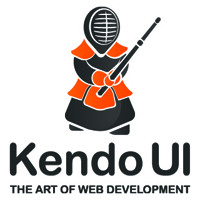 Kendo UI
THE ART OF WEB DEVELOPMENT